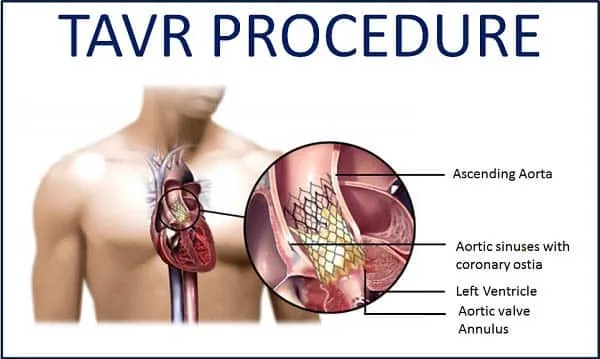 TAVR PROCEDURE
Ascending Aorta
Aortic sinuses with
coronary ostia
Left Ventricle
Aortic valve
Annulus